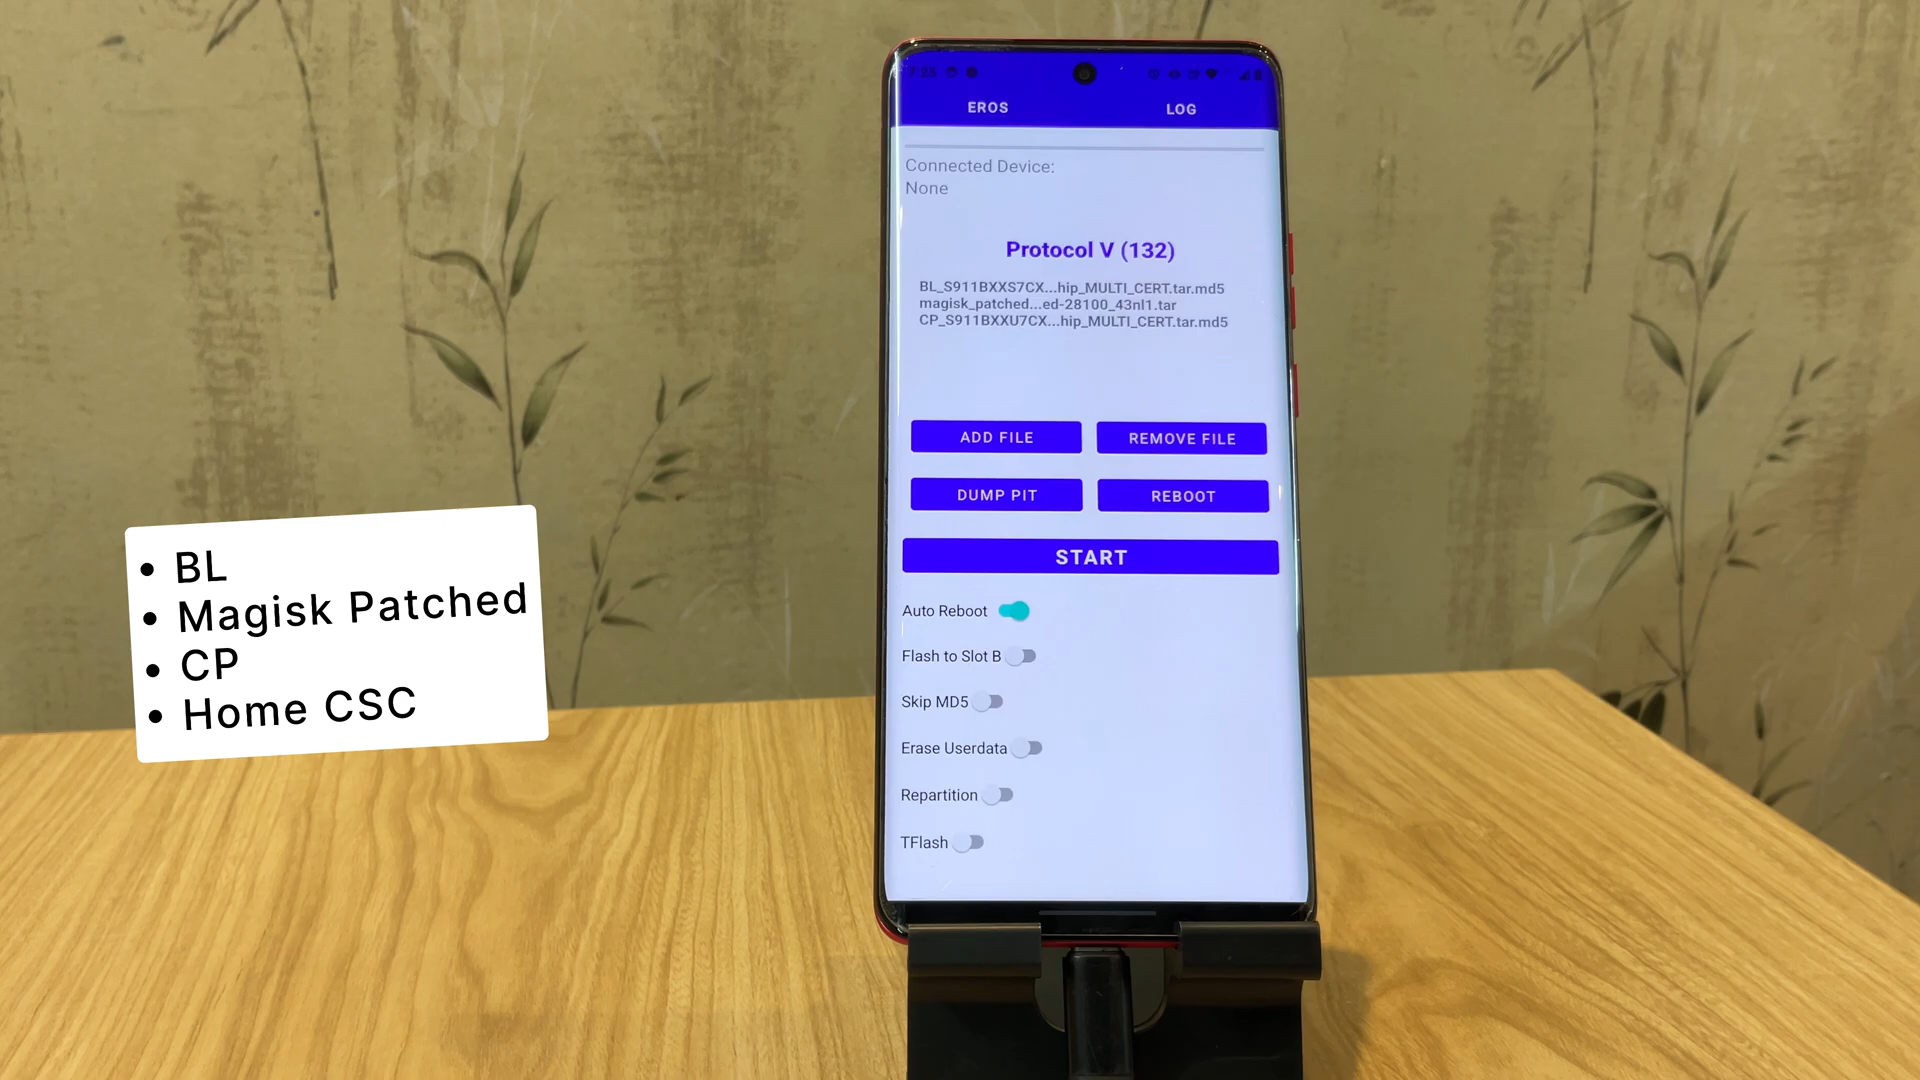 7:25
EROS LOG
Connected Device:
None
Protocol V (132)
BL_S911BXXS7CX...hip_MULTI_CERT.tar.md5
magisk_patched...ed-28100_43nl1.tar
CP_S911BXXU7CX...hip_MULTI_CERT.tar.md5
ADD FILE REMOVE FILE
DUMP PIT REBOOT
START
Auto Reboot
Flash to Slot B
Skip MD5
Erase Userdata
Repartition
TFlash
• BL
• Magisk Patched
• CP
• Home CSC